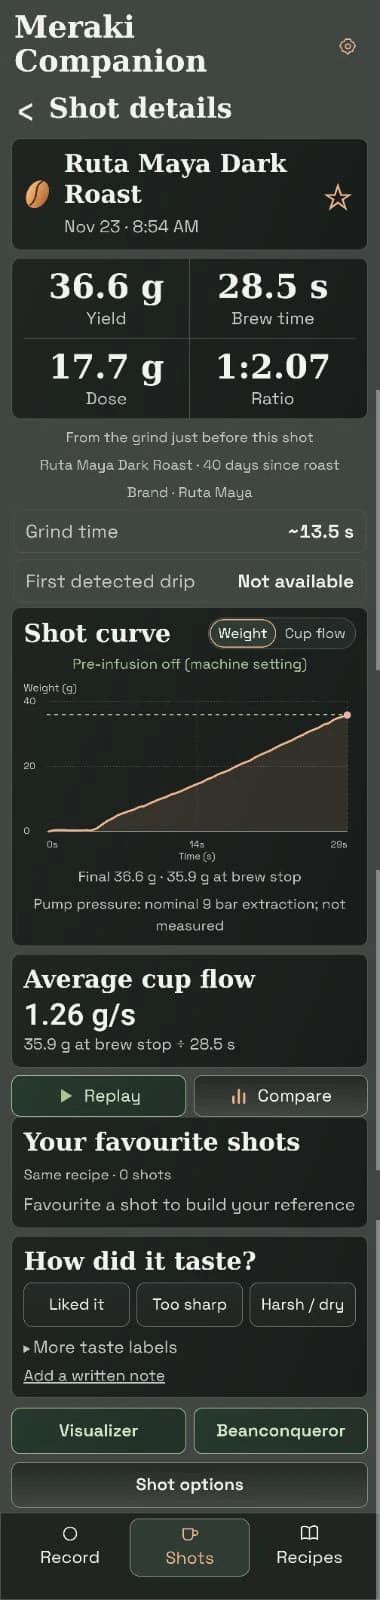 Meraki
Companion
< Shot details
Ruta Maya Dark
Roast
Nov 23 · 8:54 AM
36.6 g
Yield
28.5 s
Brew time
17.7 g
Dose
1:2.07
Ratio
From the grind just before this shot
Ruta Maya Dark Roast · 40 days since roast
Brand · Ruta Maya
Grind time ~13.5 s
First detected drip Not available
Shot curve Weight Cup flow
Pre-infusion off (machine setting)
Weight (g)
40
20
0
0s 14s 29s
Time (s)
Final 36.6 g · 35.9 g at brew stop
Pump pressure: nominal 9 bar extraction; not
measured
Average cup flow
1.26 g/s
35.9 g at brew stop ÷ 28.5 s
Replay Compare
Your favourite shots
Same recipe · 0 shots
Favourite a shot to build your reference
How did it taste?
Liked it Too sharp Harsh / dry
▸ More taste labels
Add a written note
Visualizer Beanconqueror
Shot options
Record Shots Recipes